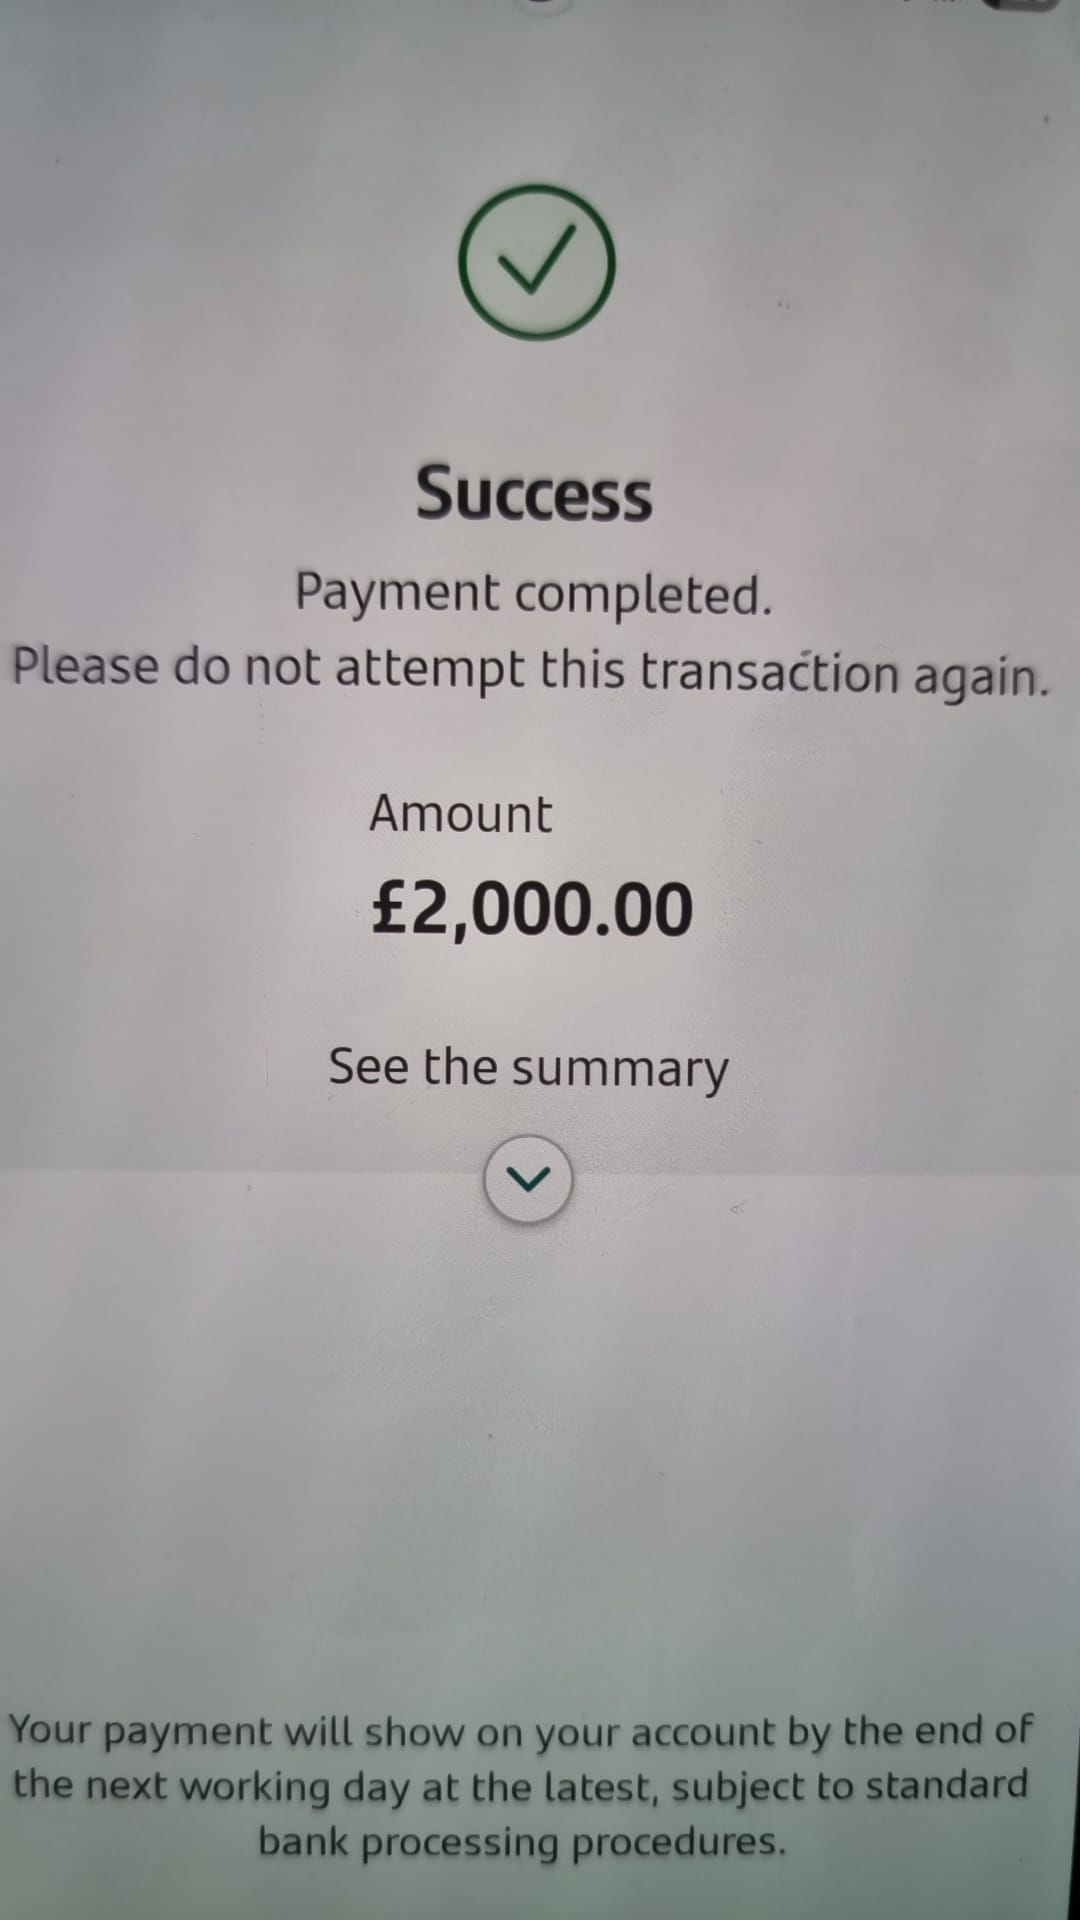 Success
Payment completed.
Please do not attempt this transaction again.
Amount
£2,000.00
See the summary
Your payment will show on your account by the end of
the next working day at the latest, subject to standard
bank processing procedures.